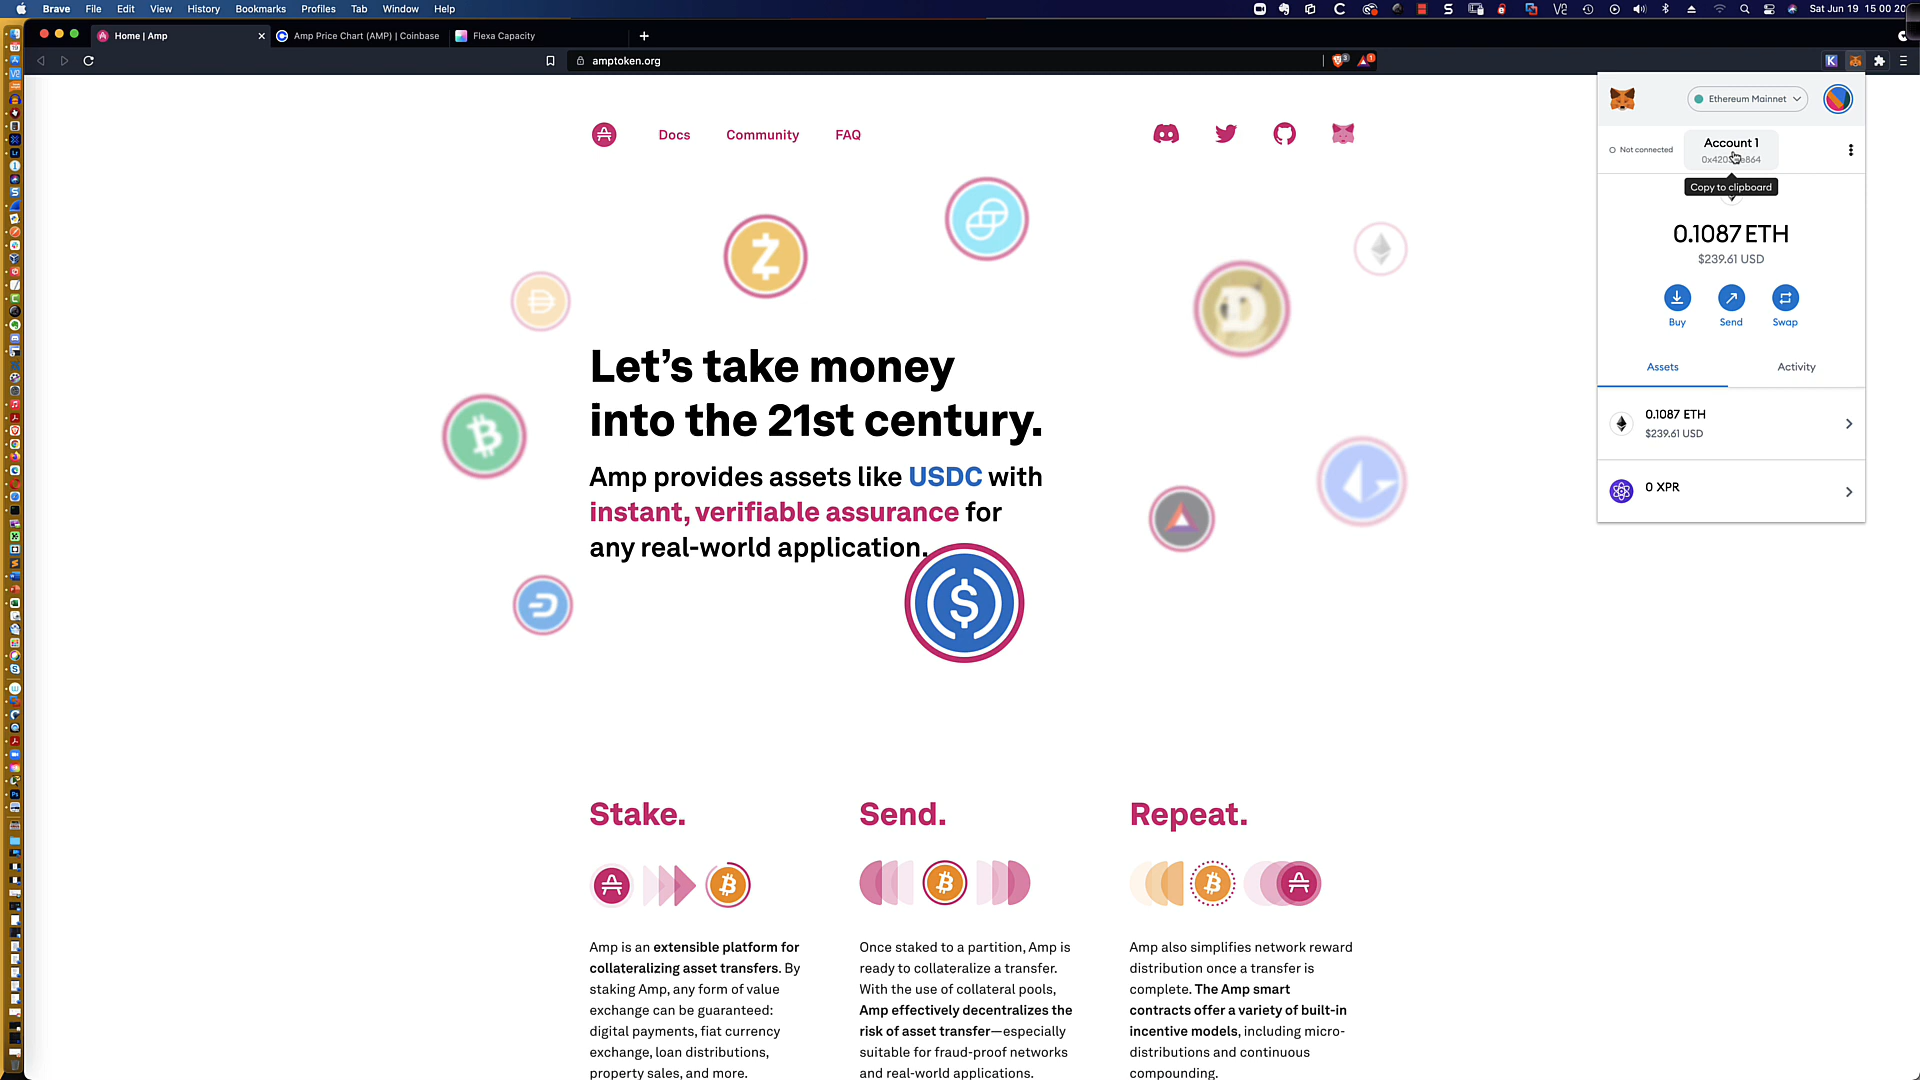 Brave File Edit View History Bookmarks Profiles Tab Window Help
Sat Jun 19 15 00 20
Home | Amp
Amp Price Chart (AMP) | Coinbase
Flexa Capacity
amptoken.org
Docs
Community
FAQ
Ethereum Mainnet
Not connected
Account 1
Copy to clipboard
0.1087 ETH
$239.61 USD
Buy
Send
Swap
Assets
Activity
0.1087 ETH
$239.61 USD
0 XPR
Let’s take money
into the 21st century.
Amp provides assets like USDC with
instant, verifiable assurance for
any real-world application.
Stake.
Amp is an extensible platform for
collateralizing asset transfers. By
staking Amp, any form of value
exchange can be guaranteed:
digital payments, fiat currency
exchange, loan distributions,
property sales, and more.
Send.
Once staked to a partition, Amp is
ready to collateralize a transfer.
With the use of collateral pools,
Amp effectively decentralizes the
risk of asset transfer—especially
suitable for fraud-proof networks
and real-world applications.
Repeat.
Amp also simplifies network reward
distribution once a transfer is
complete. The Amp smart
contracts offer a variety of built-in
incentive models, including micro-
distributions and continuous
compounding.